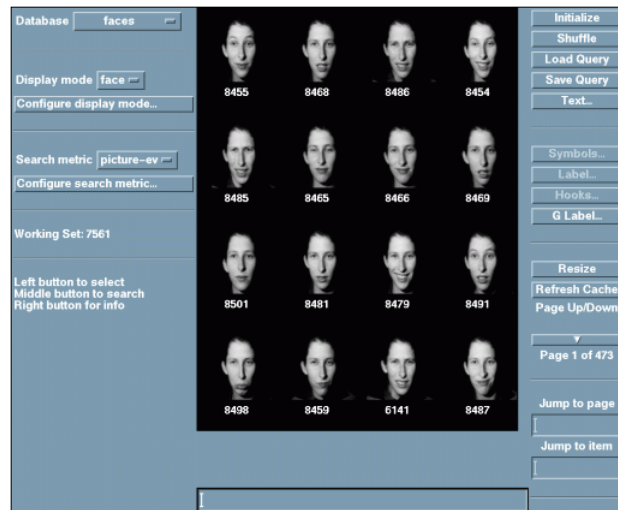 Database faces
Display mode face
Configure display mode...
Search metric picture-ev
Configure search metric...
Working Set: 7561
Left button to select
Middle button to search
Right button for info
8455 8468 8486 8454
8485 8465 8466 8469
8501 8481 8479 8491
8498 8459 6141 8487
Initialize
Shuffle
Load Query
Save Query
Text...
Symbols...
Label...
Hooks...
G Label...
Resize
Refresh Cache
Page Up/Down
Page 1 of 473
Jump to page
Jump to item